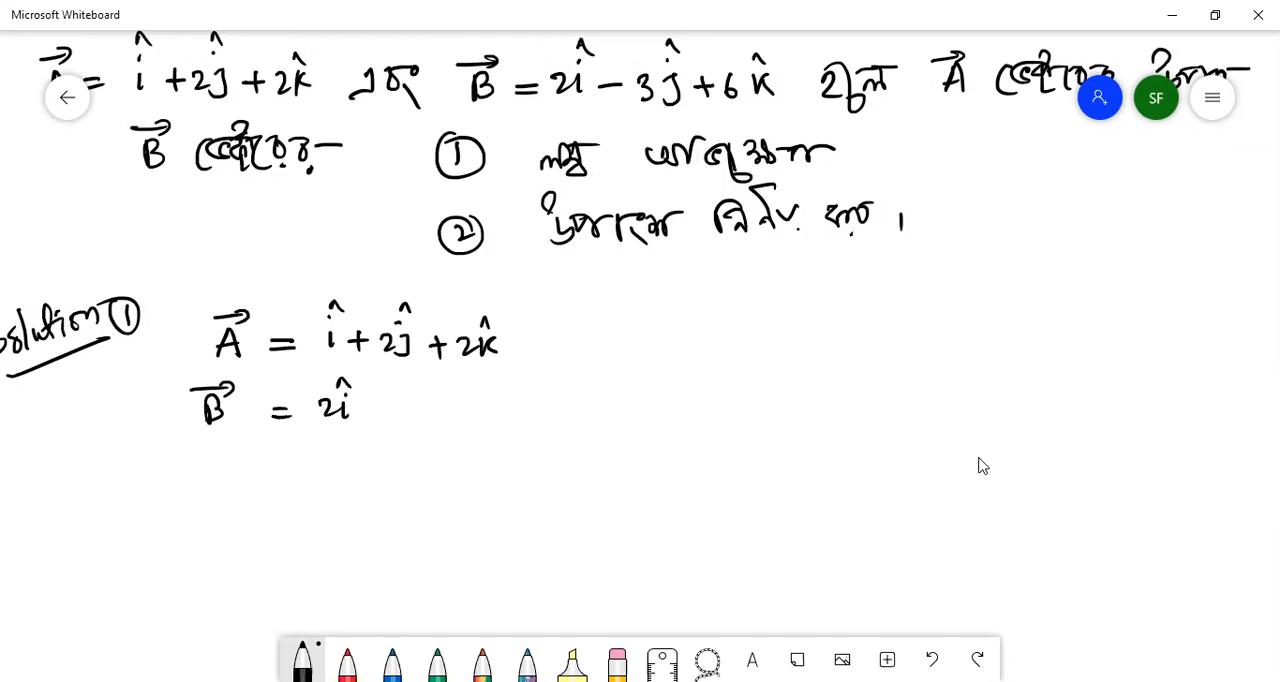 Microsoft Whiteboard
= î + 2ĵ + 2k̂ এবং B⃗ = 2î - 3ĵ + 6k̂ হলে A⃗ ভেক্টরের উপর
SF
B⃗ ভেক্টরের ① লম্ব অভিক্ষেপ
② উপাংশ নির্ণয় কর ।
Solution ① A⃗ = î + 2ĵ + 2k̂
B⃗ = 2î
A